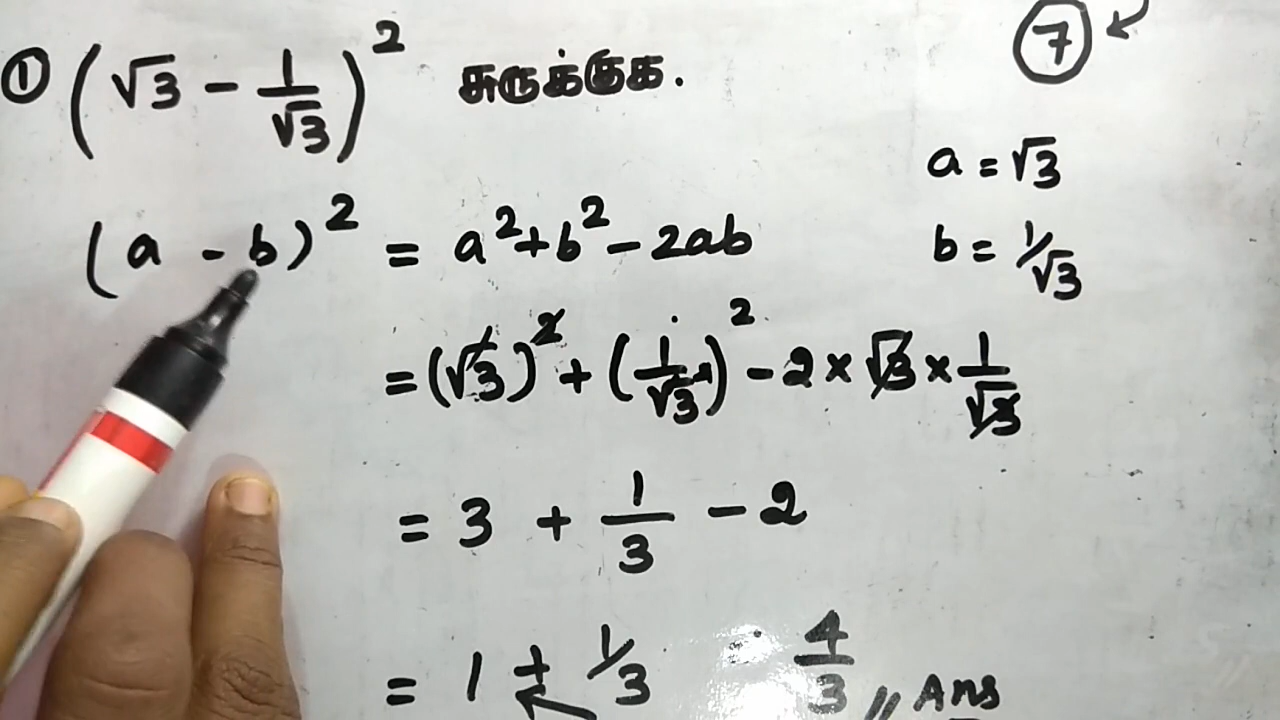 ① (√3 - 1/√3)² சுருக்குக.
⑦
(a - b)² = a² + b² - 2ab
a = √3
b = 1/√3
= (√3)² + (1/√3)² - 2 × √3 × 1/√3
= 3 + 1/3 - 2
= 1 + 1/3 4/3 // Ans